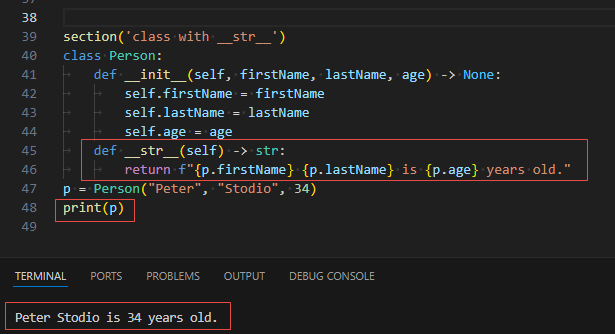 38
39 section('class with __str__')
40 class Person:
41 def __init__(self, firstName, lastName, age) -> None:
42 self.firstName = firstName
43 self.lastName = lastName
44 self.age = age
45 def __str__(self) -> str:
46 return f"{p.firstName} {p.lastName} is {p.age} years old."
47 p = Person("Peter", "Stodio", 34)
48 print(p)
49
TERMINAL PORTS PROBLEMS OUTPUT DEBUG CONSOLE
Peter Stodio is 34 years old.